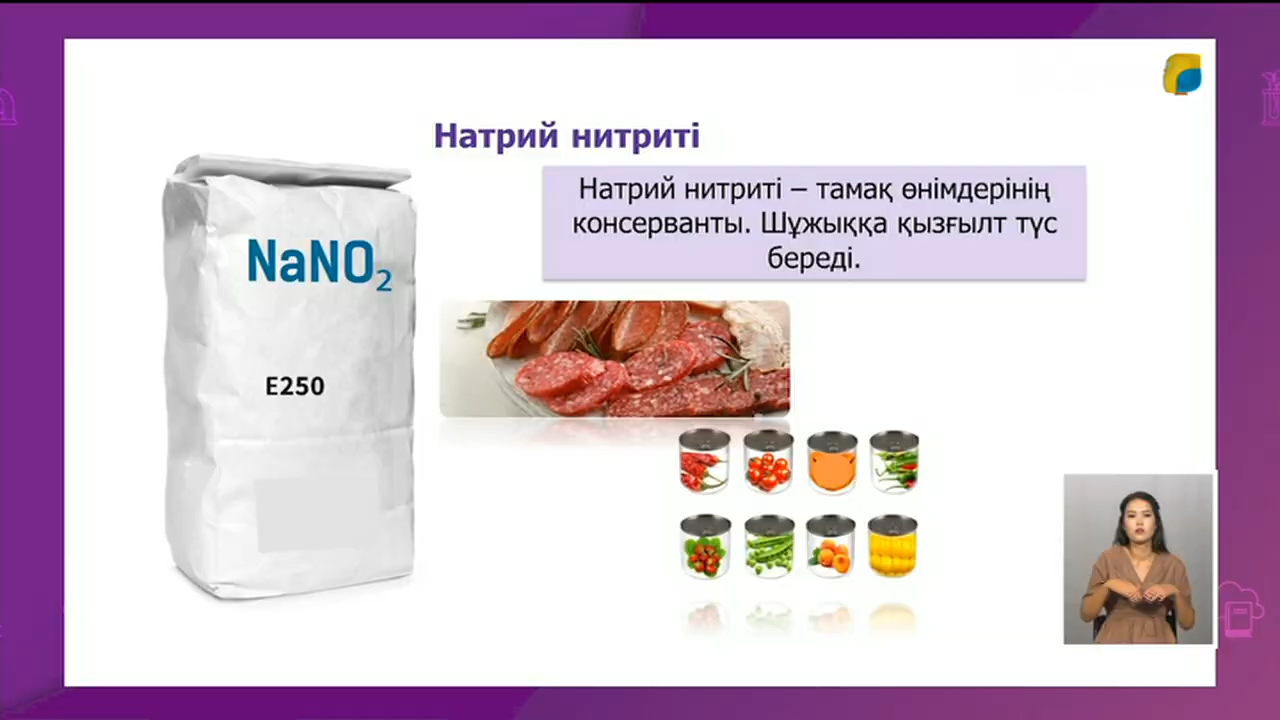 Натрий нитриті
Натрий нитриті – тамақ өнімдерінің
консерванты. Шұжыққа қызғылт түс
береді.
NaNO₂
E250